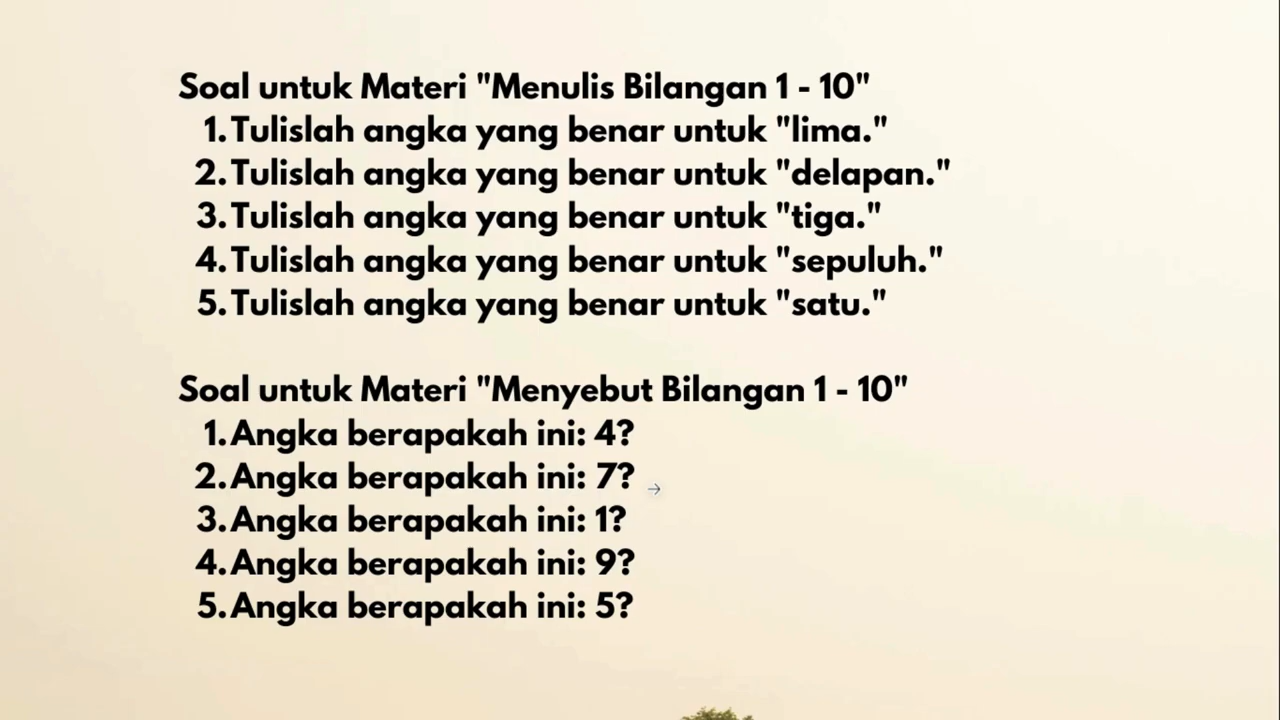 Soal untuk Materi "Menulis Bilangan 1 - 10"
1. Tulislah angka yang benar untuk "lima."
2. Tulislah angka yang benar untuk "delapan."
3. Tulislah angka yang benar untuk "tiga."
4. Tulislah angka yang benar untuk "sepuluh."
5. Tulislah angka yang benar untuk "satu."
Soal untuk Materi "Menyebut Bilangan 1 - 10"
1. Angka berapakah ini: 4?
2. Angka berapakah ini: 7?
3. Angka berapakah ini: 1?
4. Angka berapakah ini: 9?
5. Angka berapakah ini: 5?